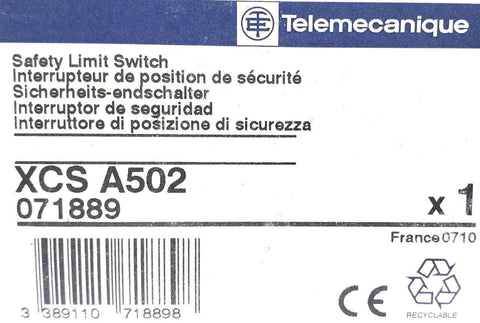 Telemecanique
Safety Limit Switch
Interrupteur de position de sécurité
Sicherheits-endschalter
Interruptor de seguridad
Interruttore di posizione di sicurezza
XCS A502
071889
x 1
France 0710
3 389110 718898
CE
RECYCLABLE